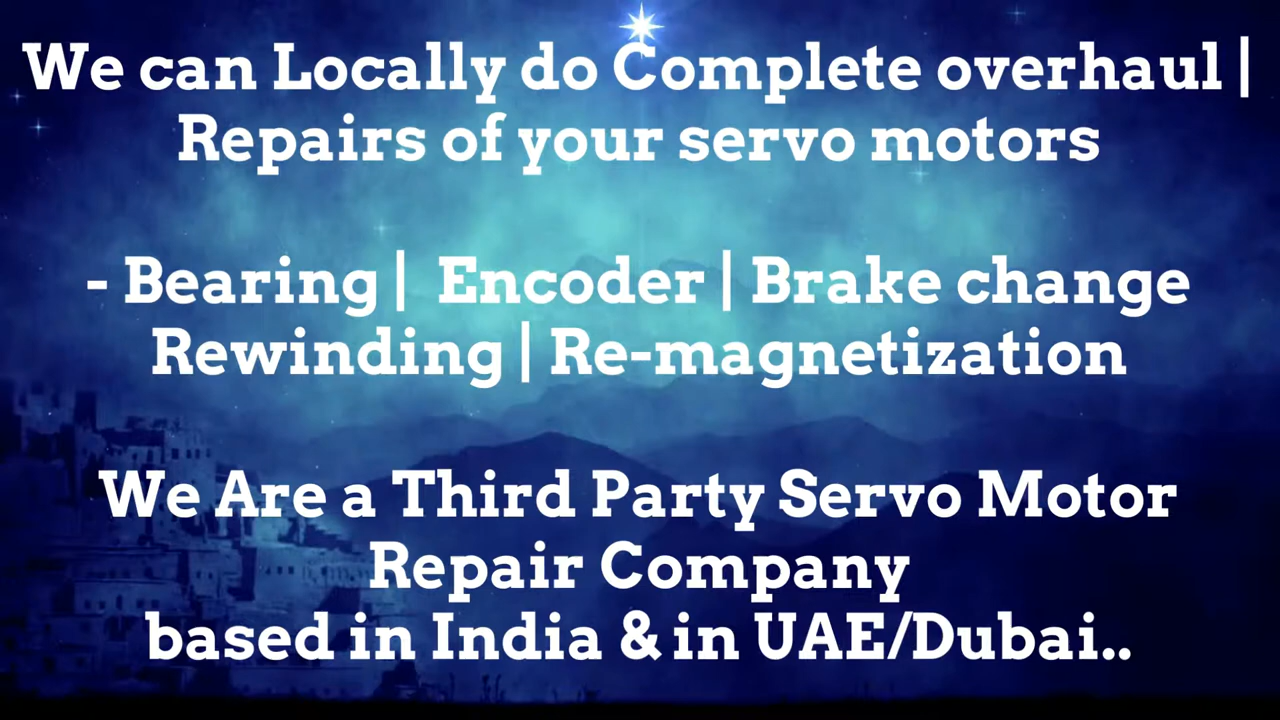 We can Locally do Complete overhaul |
Repairs of your servo motors
- Bearing | Encoder | Brake change
Rewinding | Re-magnetization
We Are a Third Party Servo Motor
Repair Company
based in India & in UAE/Dubai..